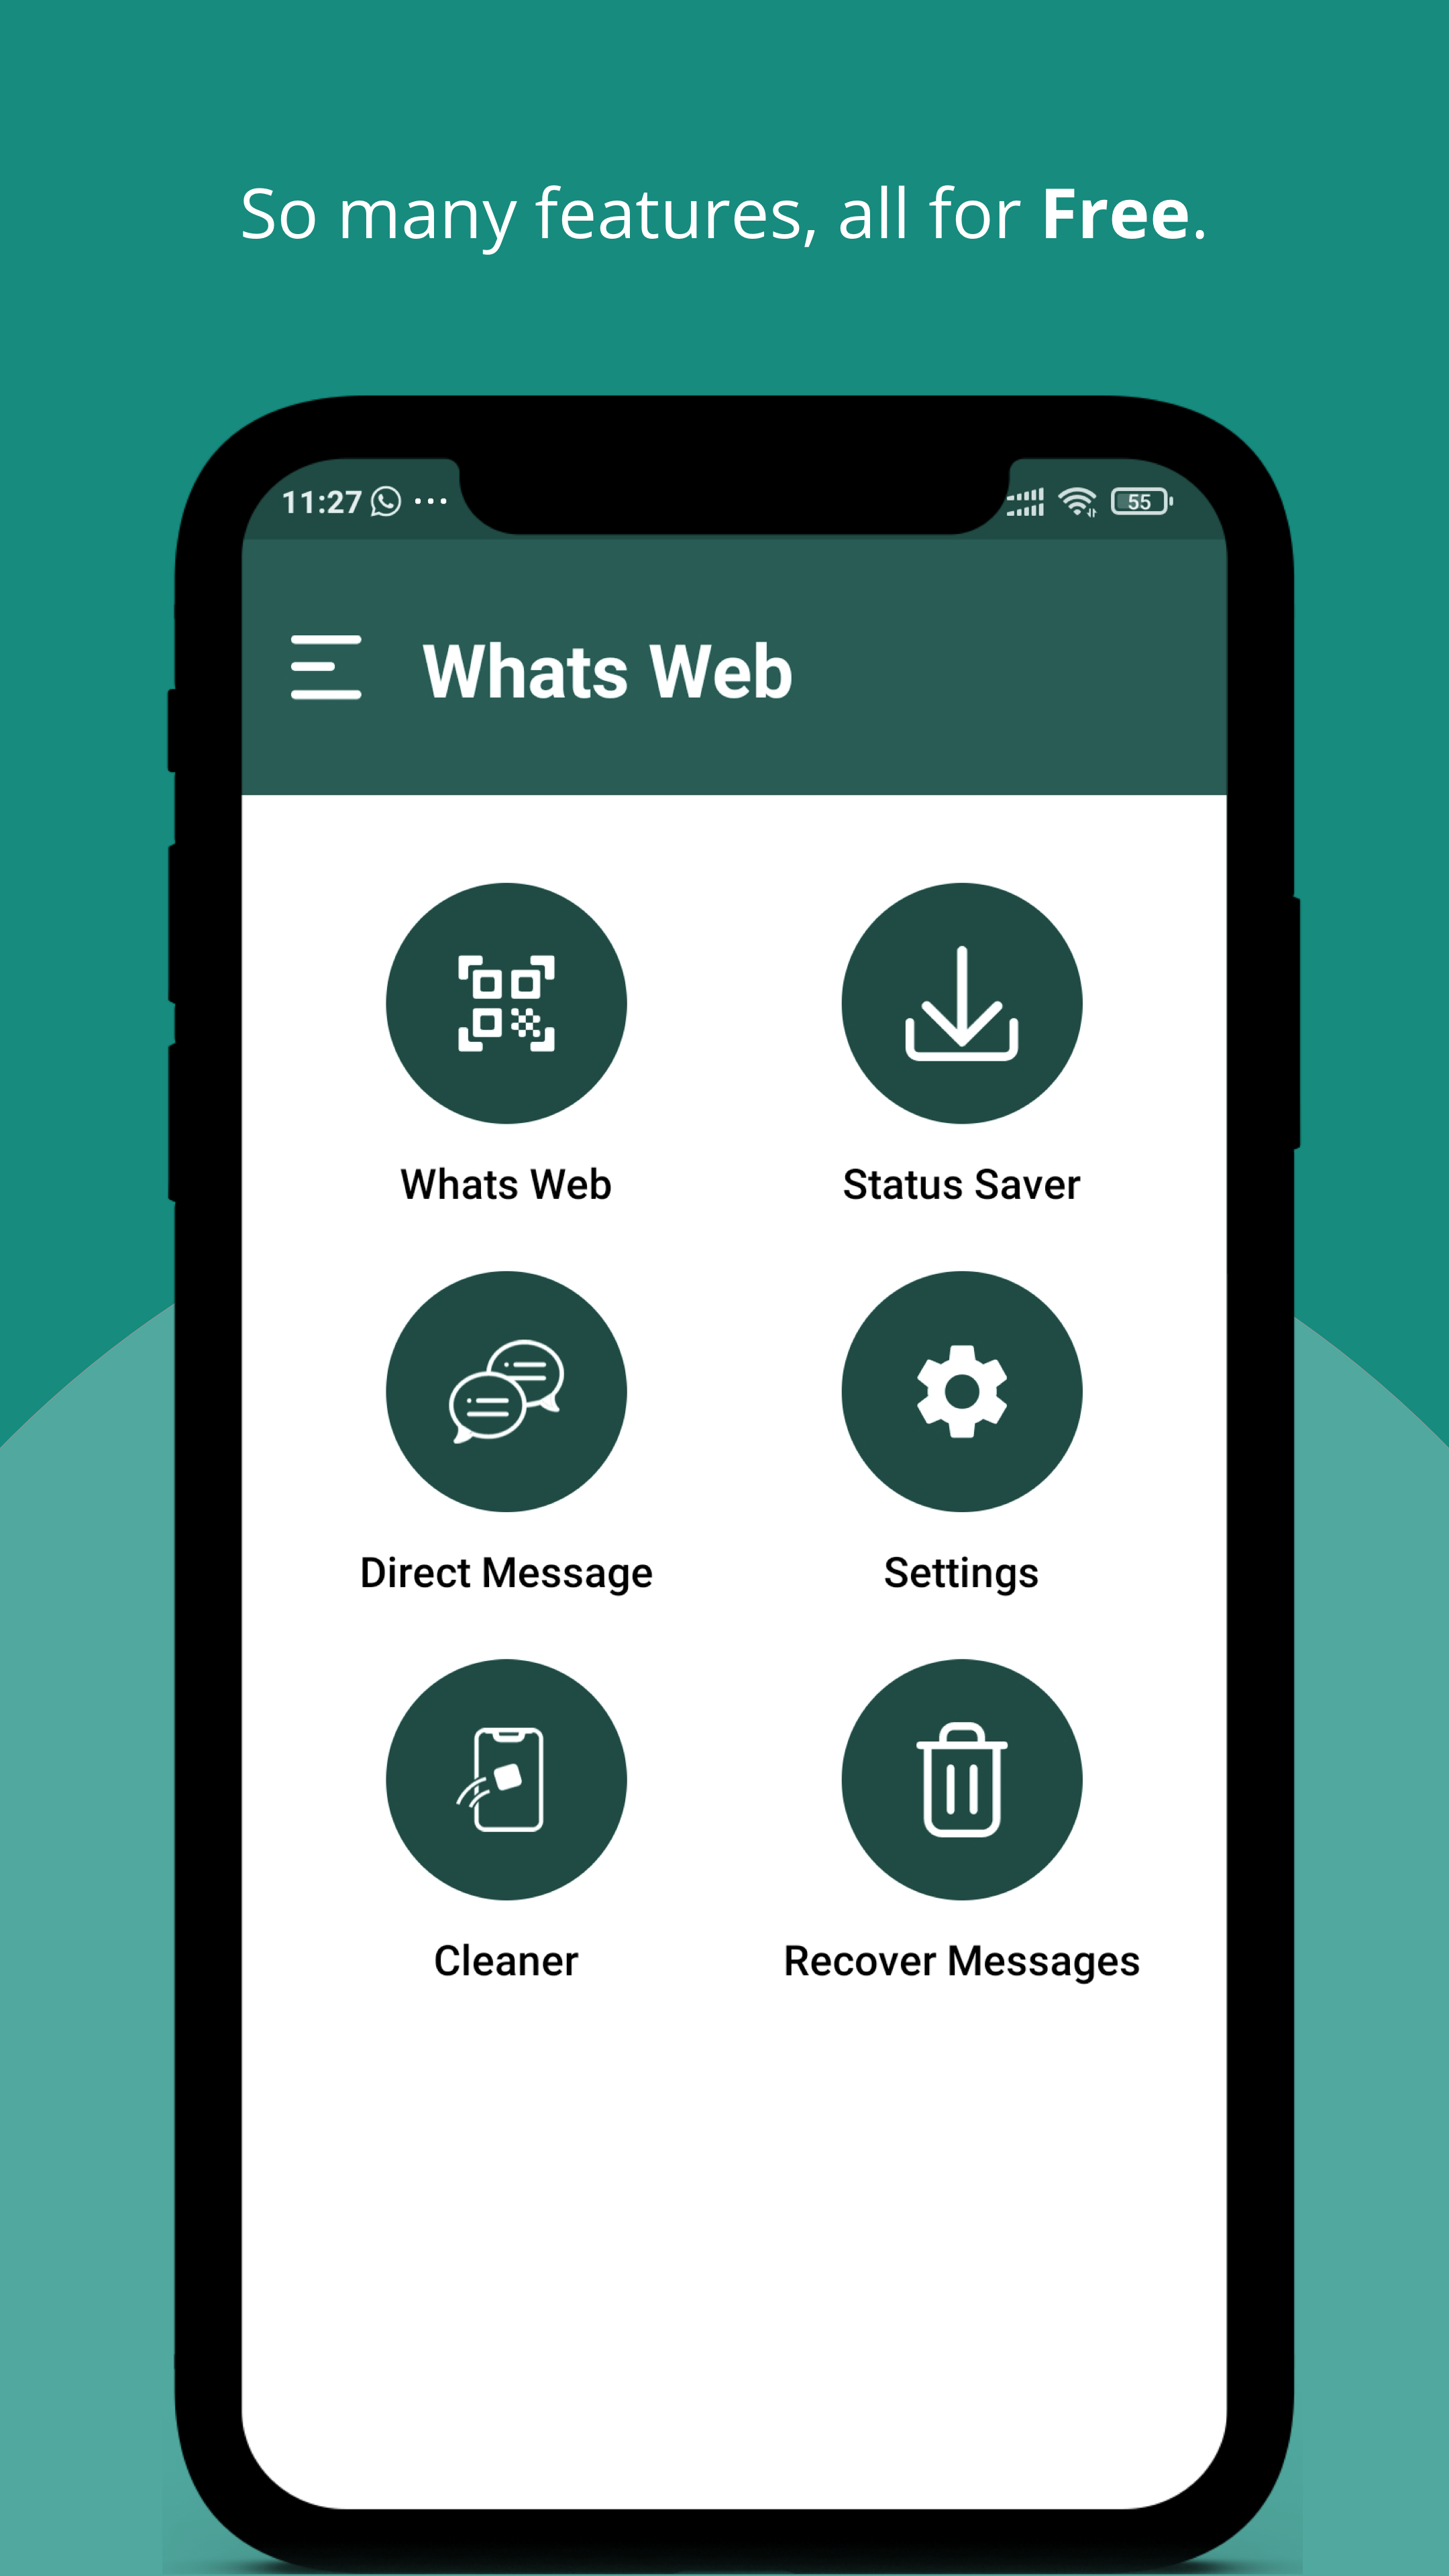 So many features, all for Free.
11:27
55
Whats Web
Whats Web
Status Saver
Direct Message
Settings
Cleaner
Recover Messages